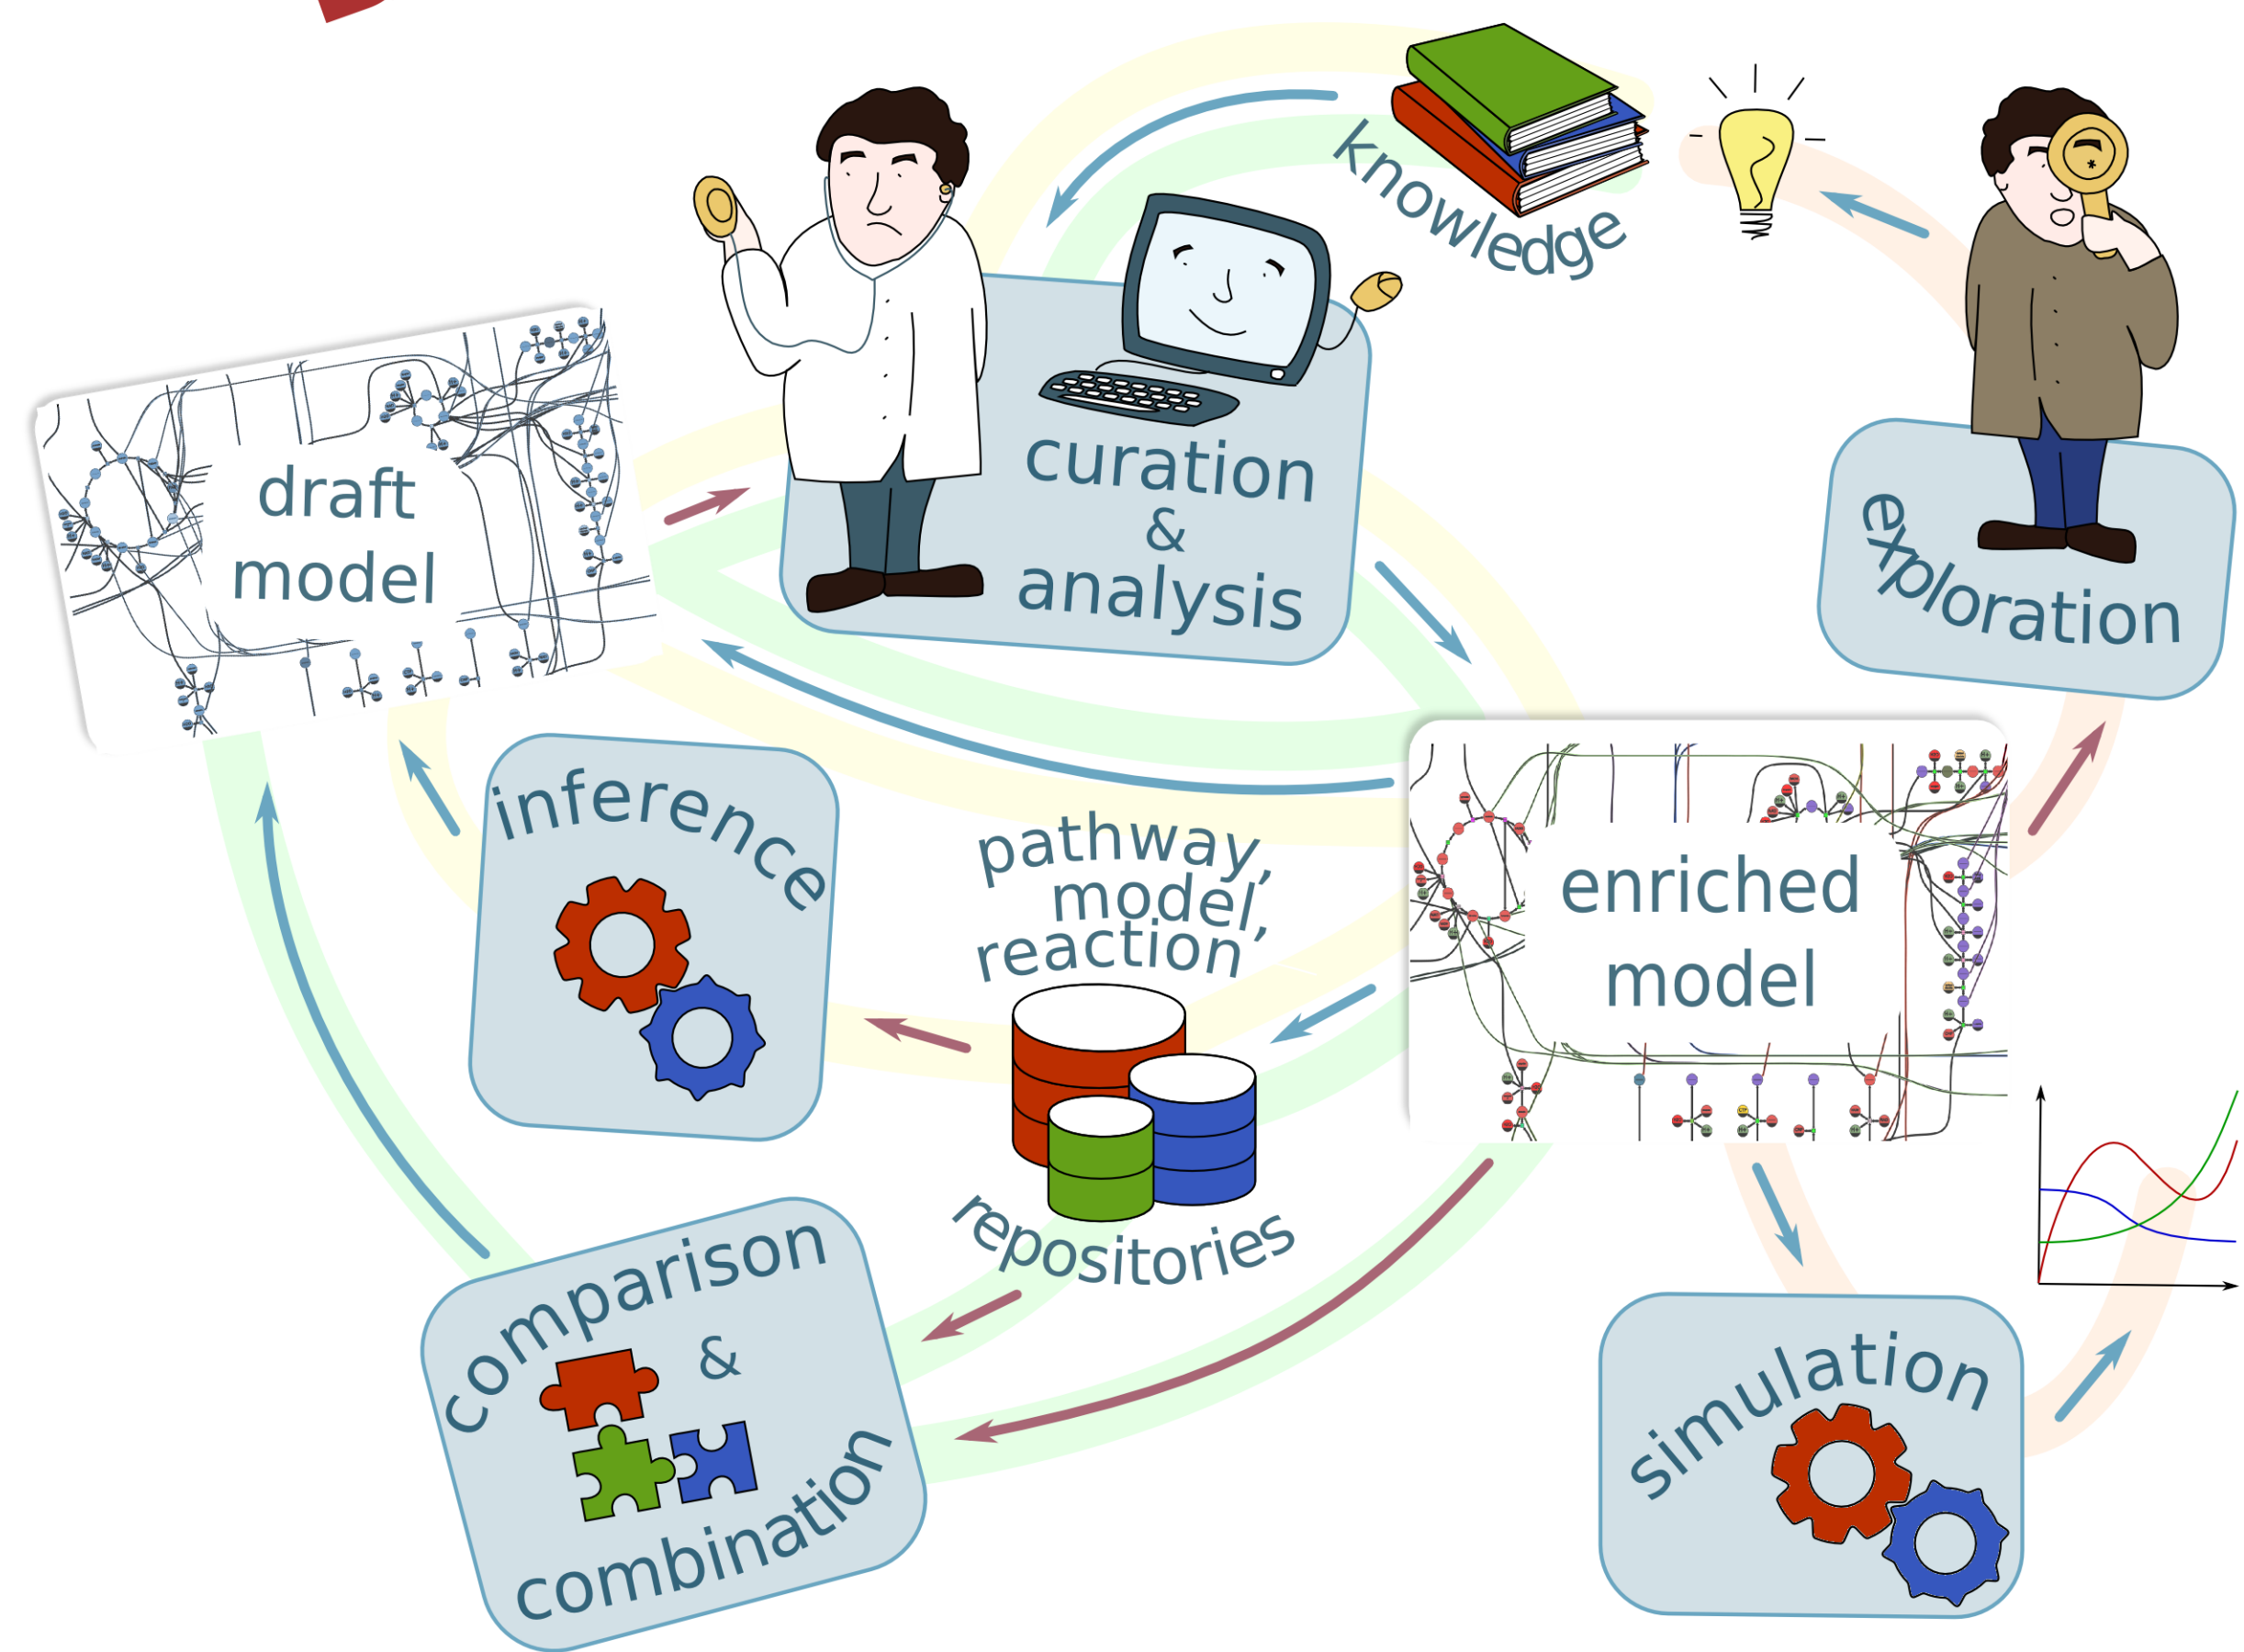 knowledge
curation
&
analysis
draft
model
exploration
inference
pathway,
model,
reaction,
enriched
model
repositories
comparison
&
combination
simulation